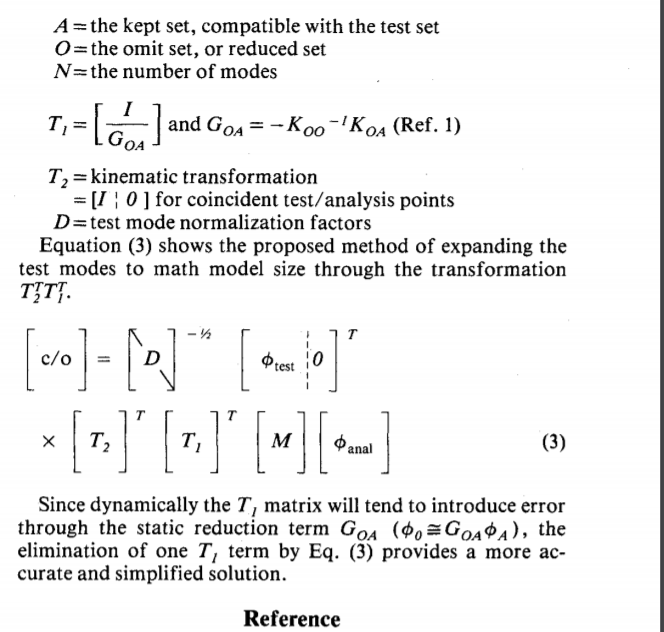 A = the kept set, compatible with the test set
O = the omit set, or reduced set
N = the number of modes
T₁ = [I / G_OA] and G_OA = −K_OO⁻¹K_OA (Ref. 1)
T₂ = kinematic transformation
= [I ¦ 0 ] for coincident test/analysis points
D = test mode normalization factors
Equation (3) shows the proposed method of expanding the
test modes to math model size through the transformation
T₂ᵀT₁ᵀ.
[c/o] = [D]^−½ [ϕ_test ¦ 0]ᵀ
× [T₂]ᵀ [T₁]ᵀ [M] [ϕ_anal] (3)
Since dynamically the T₁ matrix will tend to introduce error
through the static reduction term G_OA (ϕ₀ ≅ G_OAϕ_A), the
elimination of one T₁ term by Eq. (3) provides a more ac-
curate and simplified solution.
Reference